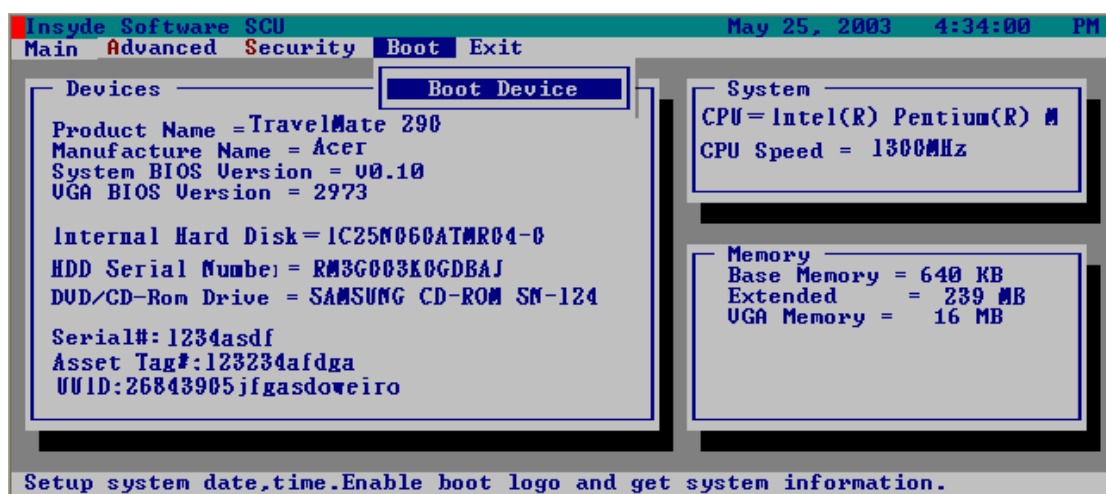 Insyde Software SCU May 25, 2003 4:34:00 PM
Main Advanced Security Boot Exit
Boot Device
Devices
Product Name = TravelMate 290
Manufacture Name = Acer
System BIOS Version = V0.10
VGA BIOS Version = 2973
Internal Hard Disk = IC25N060ATMR04-0
HDD Serial Number = RM3G003K0GDBAJ
DVD/CD-Rom Drive = SAMSUNG CD-ROM SN-124
Serial#: 1234asdf
Asset Tag#:123234afdga
UUID:26843905jfgasdoweiro
System
CPU = Intel(R) Pentium(R) M
CPU Speed = 1300MHz
Memory
Base Memory = 640 KB
Extended = 239 MB
VGA Memory = 16 MB
Setup system date,time.Enable boot logo and get system information.